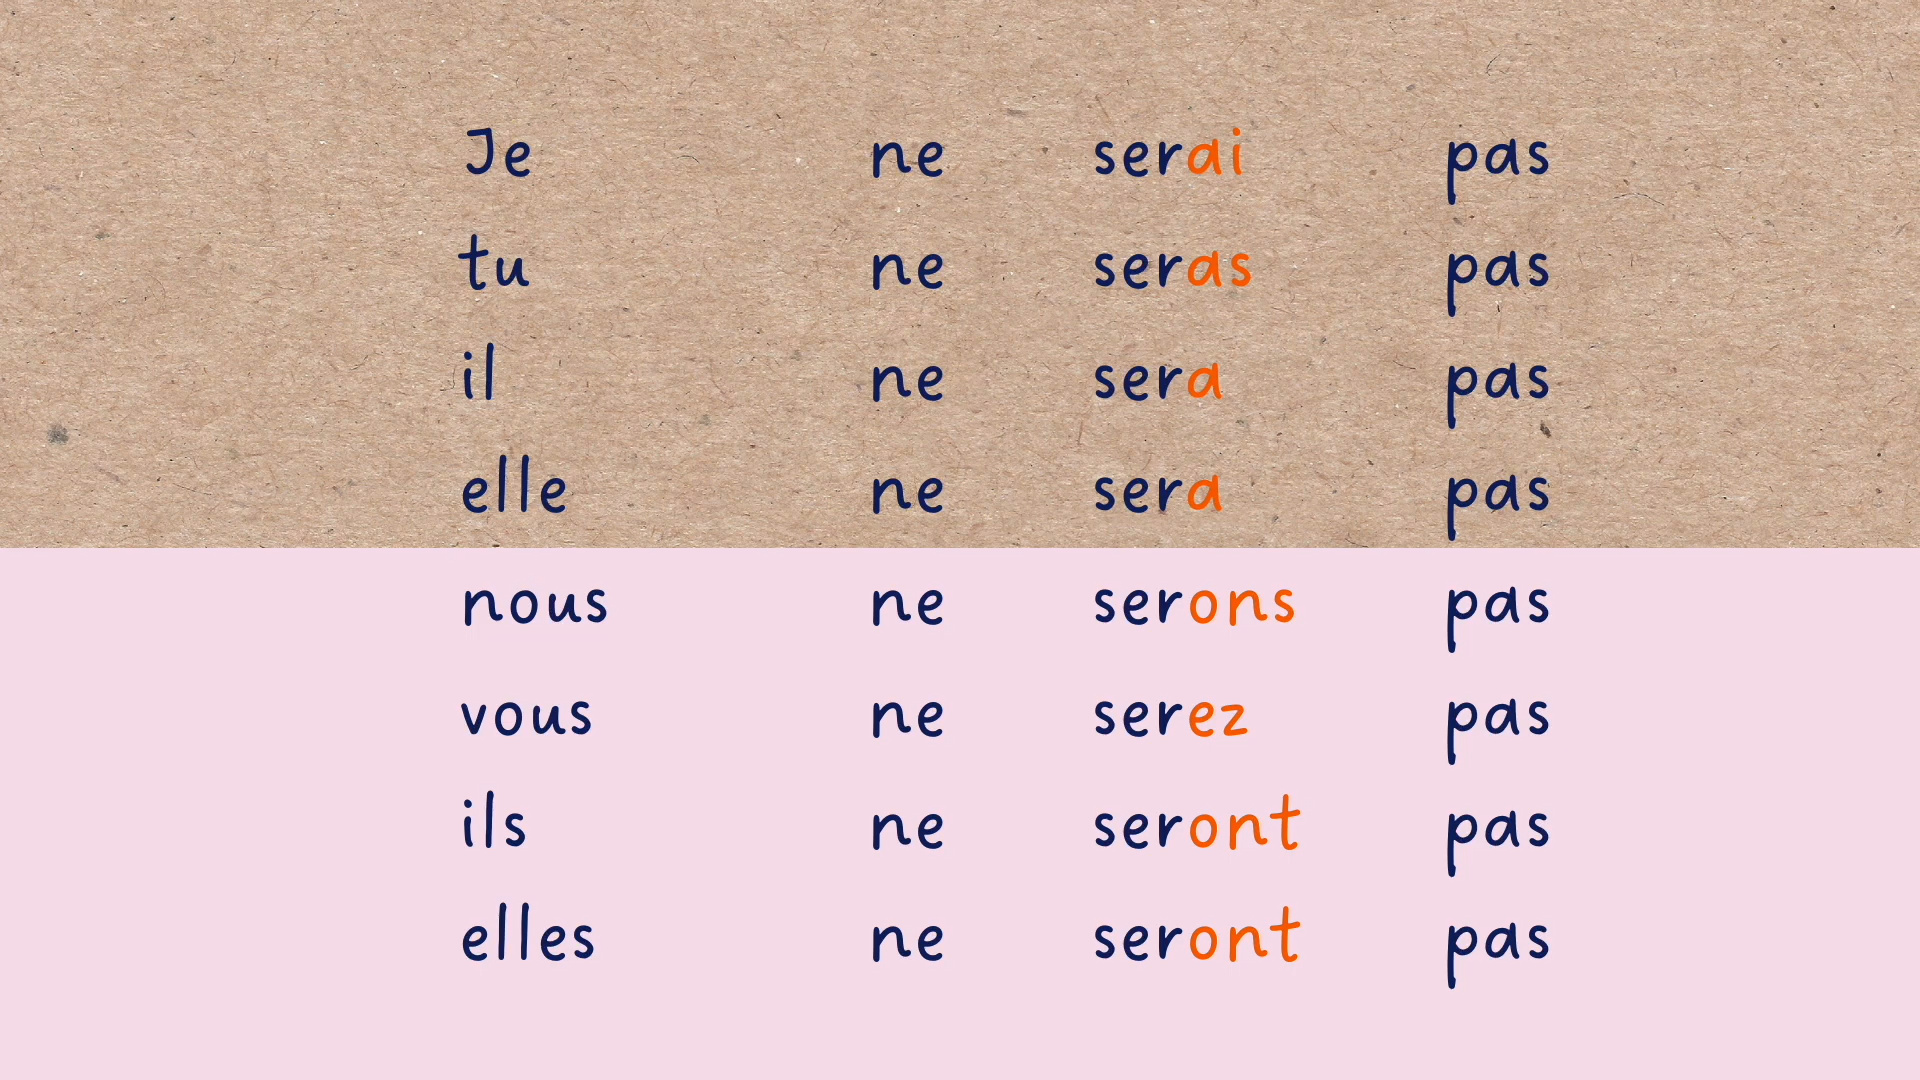 Je ne serai pas
tu ne seras pas
il ne sera pas
elle ne sera pas
nous ne serons pas
vous ne serez pas
ils ne seront pas
elles ne seront pas